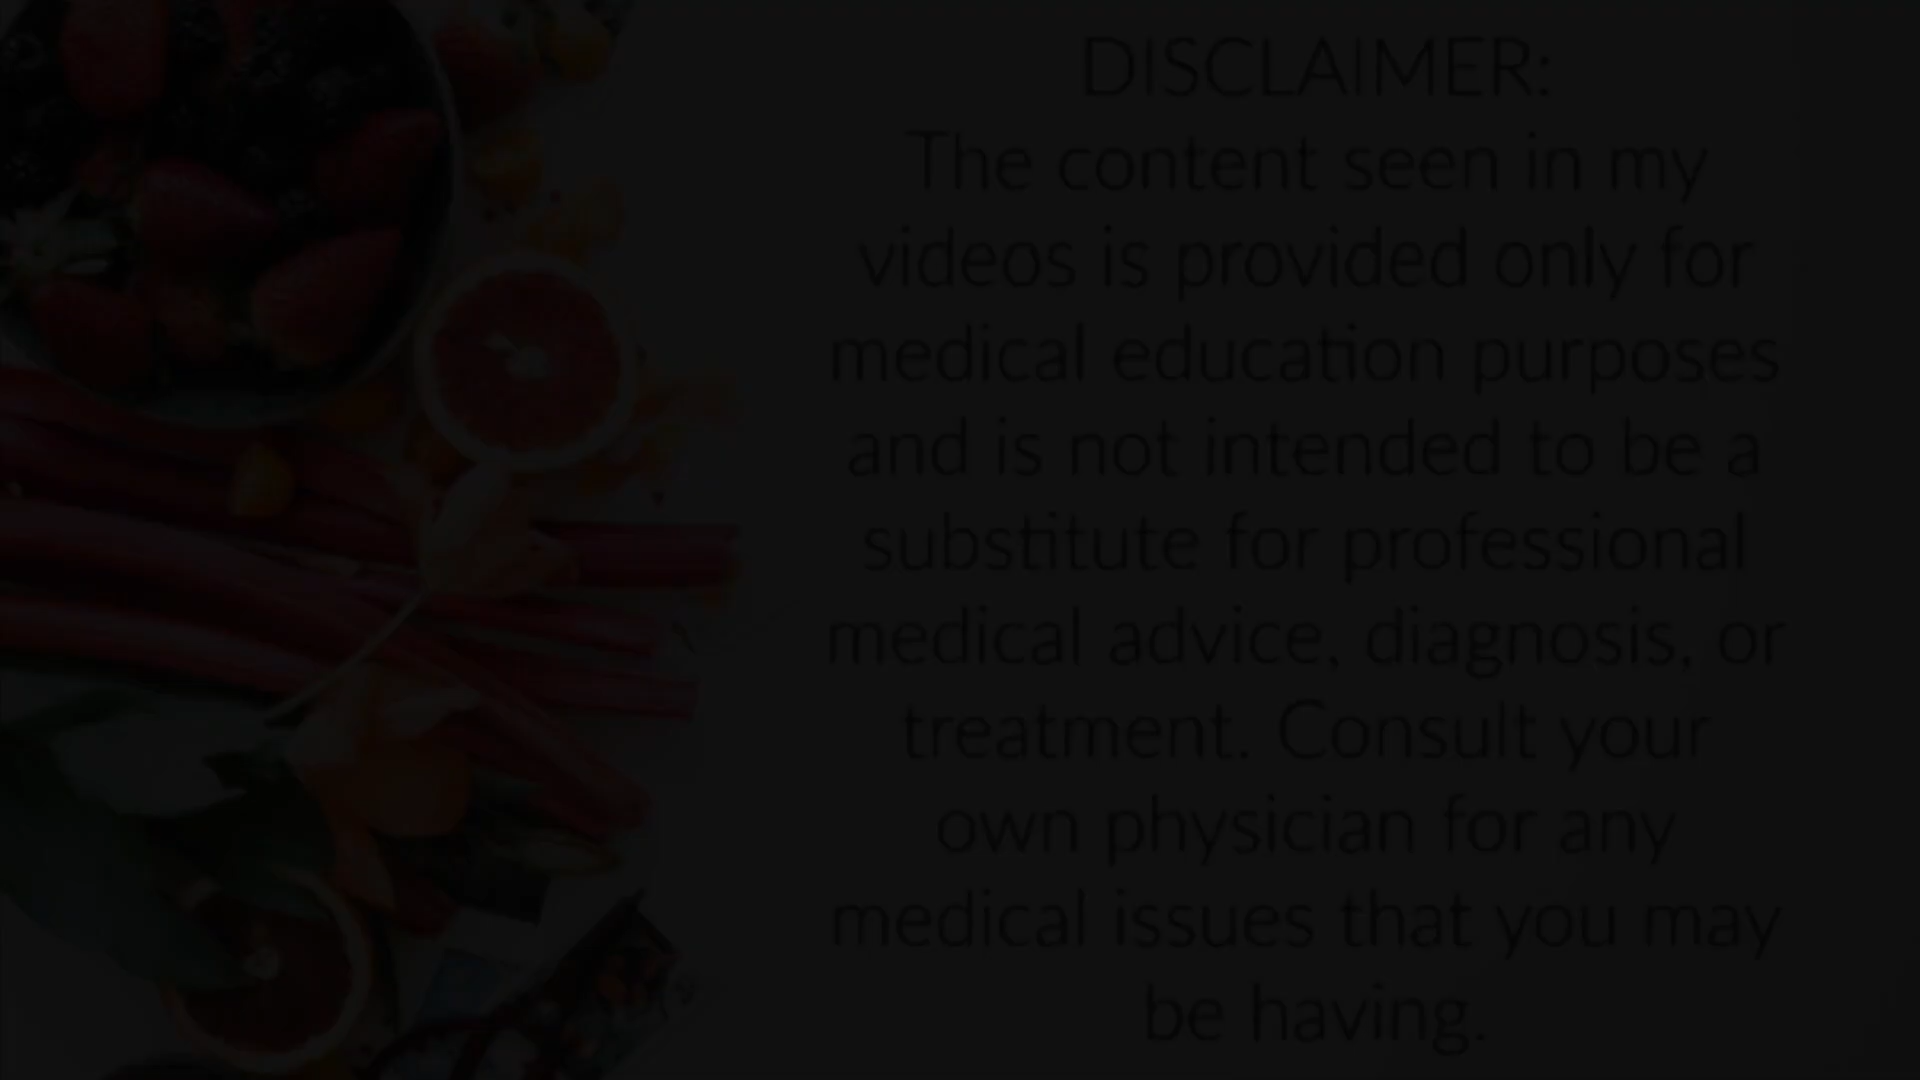 DISCLAIMER:
The content seen in my
videos is provided only for
medical education purposes
and is not intended to be a
substitute for professional
medical advice, diagnosis, or
treatment. Consult your
own physician for any
medical issues that you may
be having.